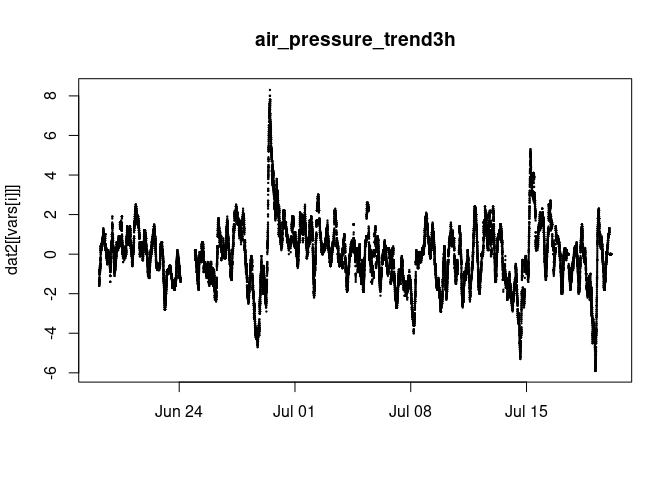 air_pressure_trend3h
dat2[[vars[i]]]
8
6
4
2
0
-2
-4
-6
Jun 24
Jul 01
Jul 08
Jul 15